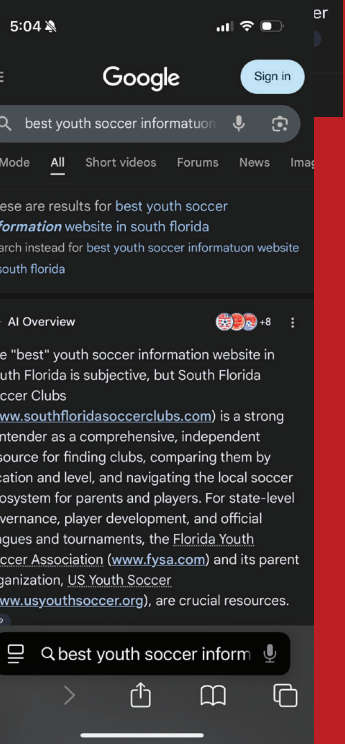 er
5:04
Google
Sign in
best youth soccer informatuon
Mode All Short videos Forums News Imag
ese are results for best youth soccer
formation website in south florida
arch instead for best youth soccer informatuon website
south florida
AI Overview
+8
e "best" youth soccer information website in
uth Florida is subjective, but South Florida
ccer Clubs
ww.southfloridasoccerclubs.com) is a strong
ntender as a comprehensive, independent
source for finding clubs, comparing them by
cation and level, and navigating the local soccer
osystem for parents and players. For state-level
vernance, player development, and official
agues and tournaments, the Florida Youth
ccer Association (www.fysa.com) and its parent
ganization, US Youth Soccer
ww.usyouthsoccer.org), are crucial resources.
best youth soccer inform